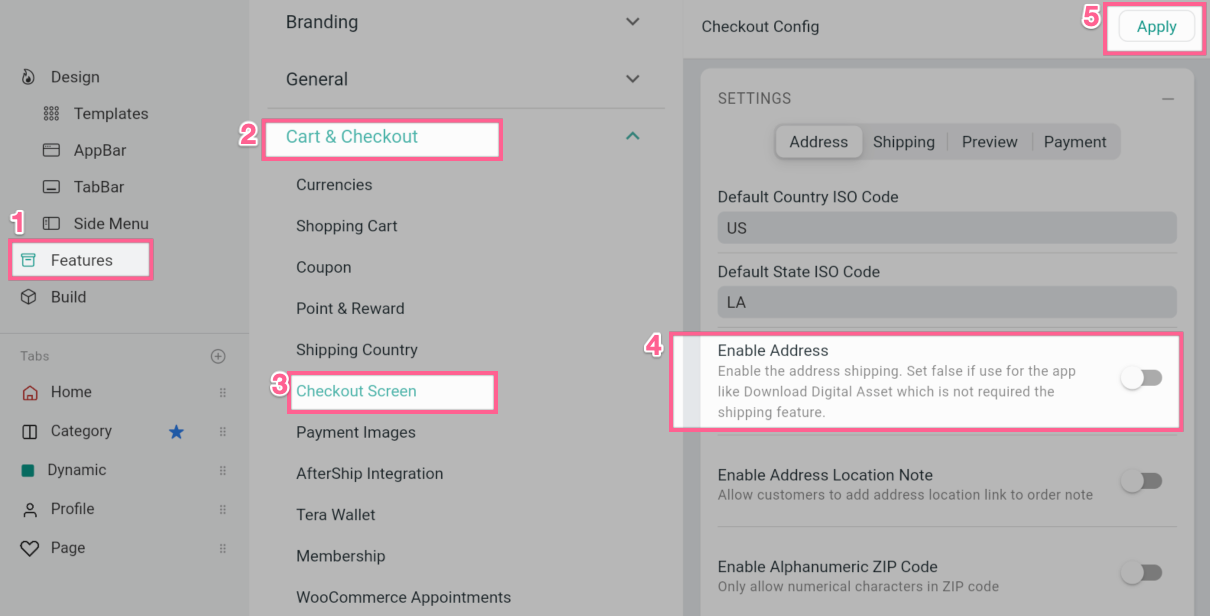 Design
Templates
AppBar
TabBar
1
Side Menu
Features
Build
Tabs
Home
Category
Dynamic
Profile
Page
Branding
General
2
Cart & Checkout
Currencies
Shopping Cart
Coupon
Point & Reward
Shipping Country
3
Checkout Screen
Payment Images
AfterShip Integration
Tera Wallet
Membership
WooCommerce Appointments
Checkout Config
5
Apply
SETTINGS
Address Shipping Preview Payment
Default Country ISO Code
US
Default State ISO Code
LA
4
Enable Address
Enable the address shipping. Set false if use for the app
like Download Digital Asset which is not required the
shipping feature.
Enable Address Location Note
Allow customers to add address location link to order note
Enable Alphanumeric ZIP Code
Only allow numerical characters in ZIP code